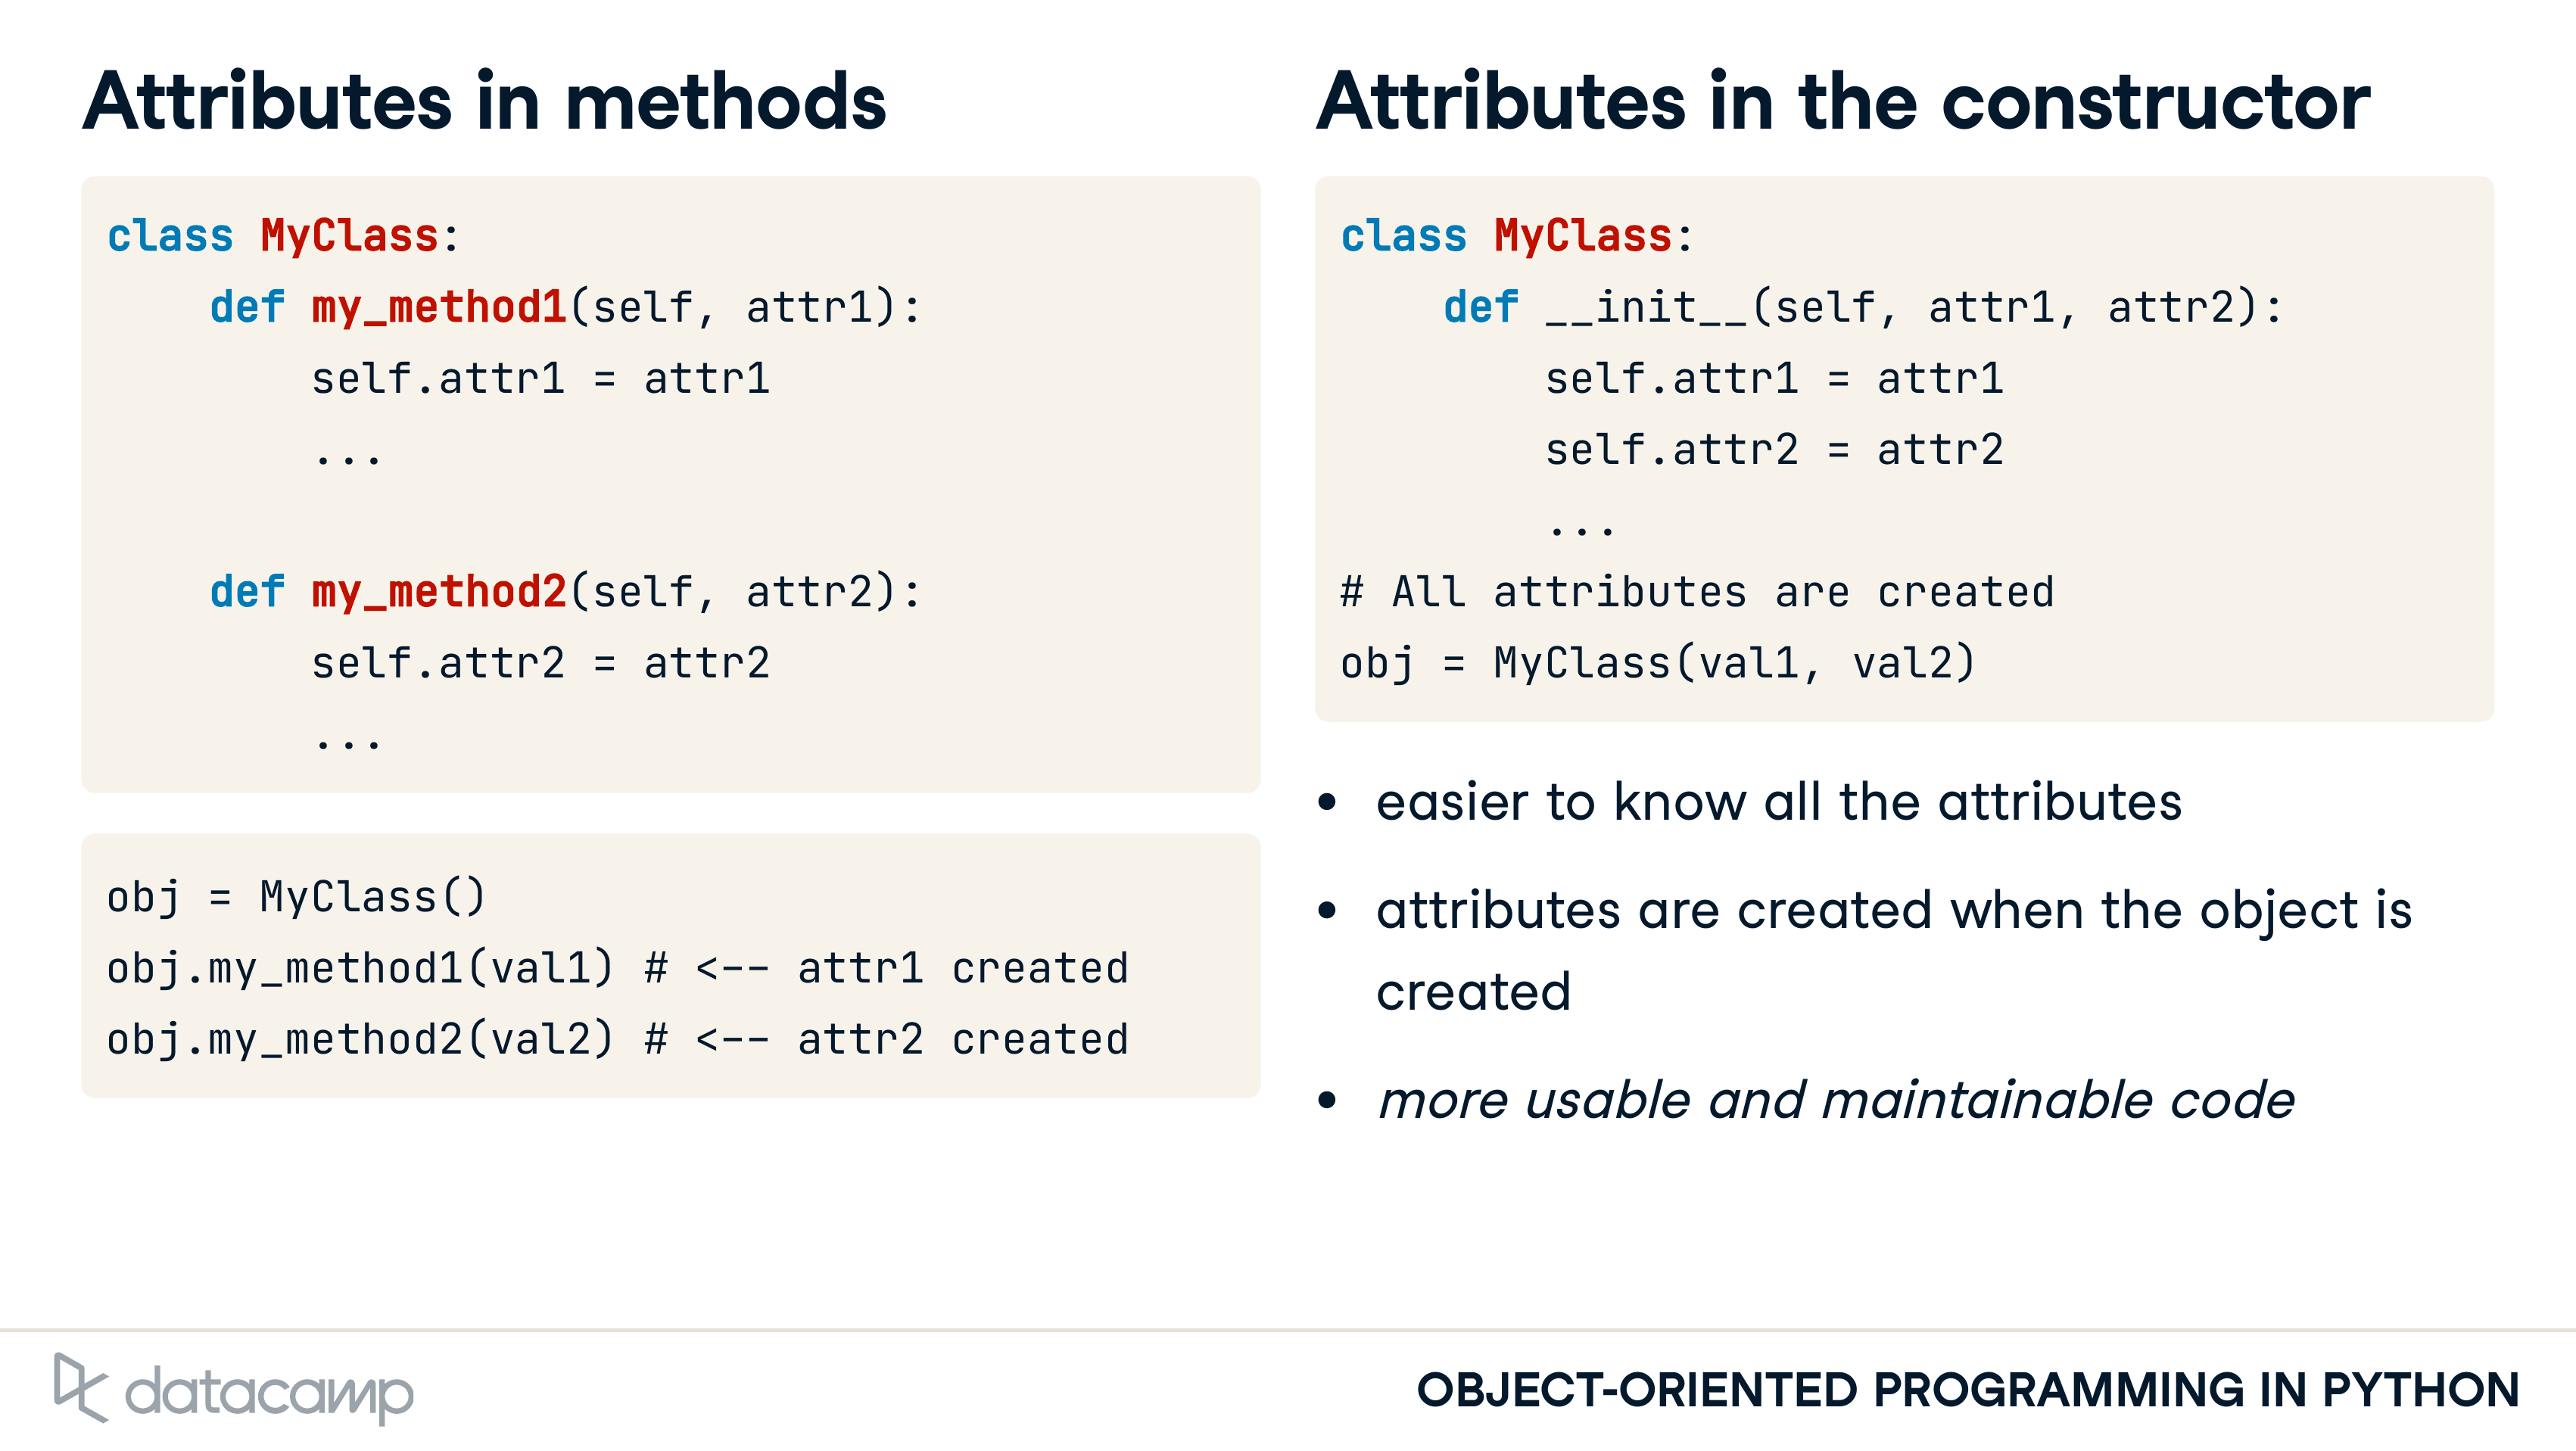 Attributes in methods
class MyClass:
    def my_method1(self, attr1):
        self.attr1 = attr1
        ...

    def my_method2(self, attr2):
        self.attr2 = attr2
        ...
obj = MyClass()
obj.my_method1(val1) # <-- attr1 created
obj.my_method2(val2) # <-- attr2 created
Attributes in the constructor
class MyClass:
    def __init__(self, attr1, attr2):
        self.attr1 = attr1
        self.attr2 = attr2
        ...
# All attributes are created
obj = MyClass(val1, val2)
• easier to know all the attributes
• attributes are created when the object is
created
• more usable and maintainable code
datacamp
OBJECT-ORIENTED PROGRAMMING IN PYTHON